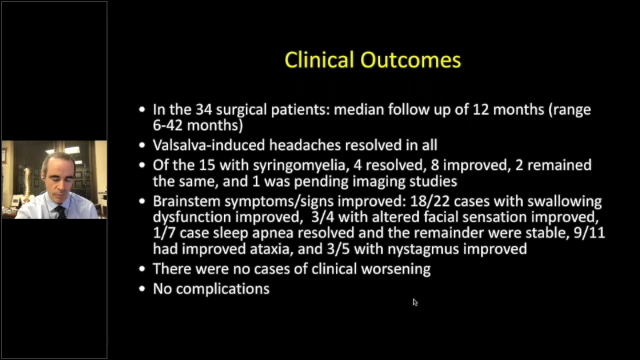 Clinical Outcomes
• In the 34 surgical patients: median follow up of 12 months (range
6-42 months)
• Valsalva-induced headaches resolved in all
• Of the 15 with syringomyelia, 4 resolved, 8 improved, 2 remained
the same, and 1 was pending imaging studies
• Brainstem symptoms/signs improved: 18/22 cases with swallowing
dysfunction improved, 3/4 with altered facial sensation improved,
1/7 case sleep apnea resolved and the remainder were stable, 9/11
had improved ataxia, and 3/5 with nystagmus improved
• There were no cases of clinical worsening
• No complications